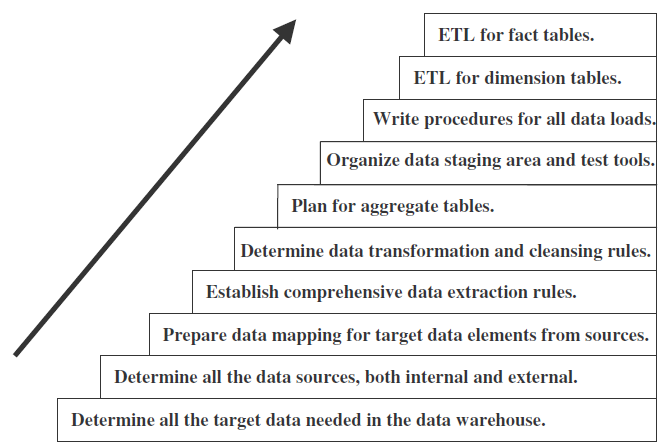 ETL for fact tables.
ETL for dimension tables.
Write procedures for all data loads.
Organize data staging area and test tools.
Plan for aggregate tables.
Determine data transformation and cleansing rules.
Establish comprehensive data extraction rules.
Prepare data mapping for target data elements from sources.
Determine all the data sources, both internal and external.
Determine all the target data needed in the data warehouse.